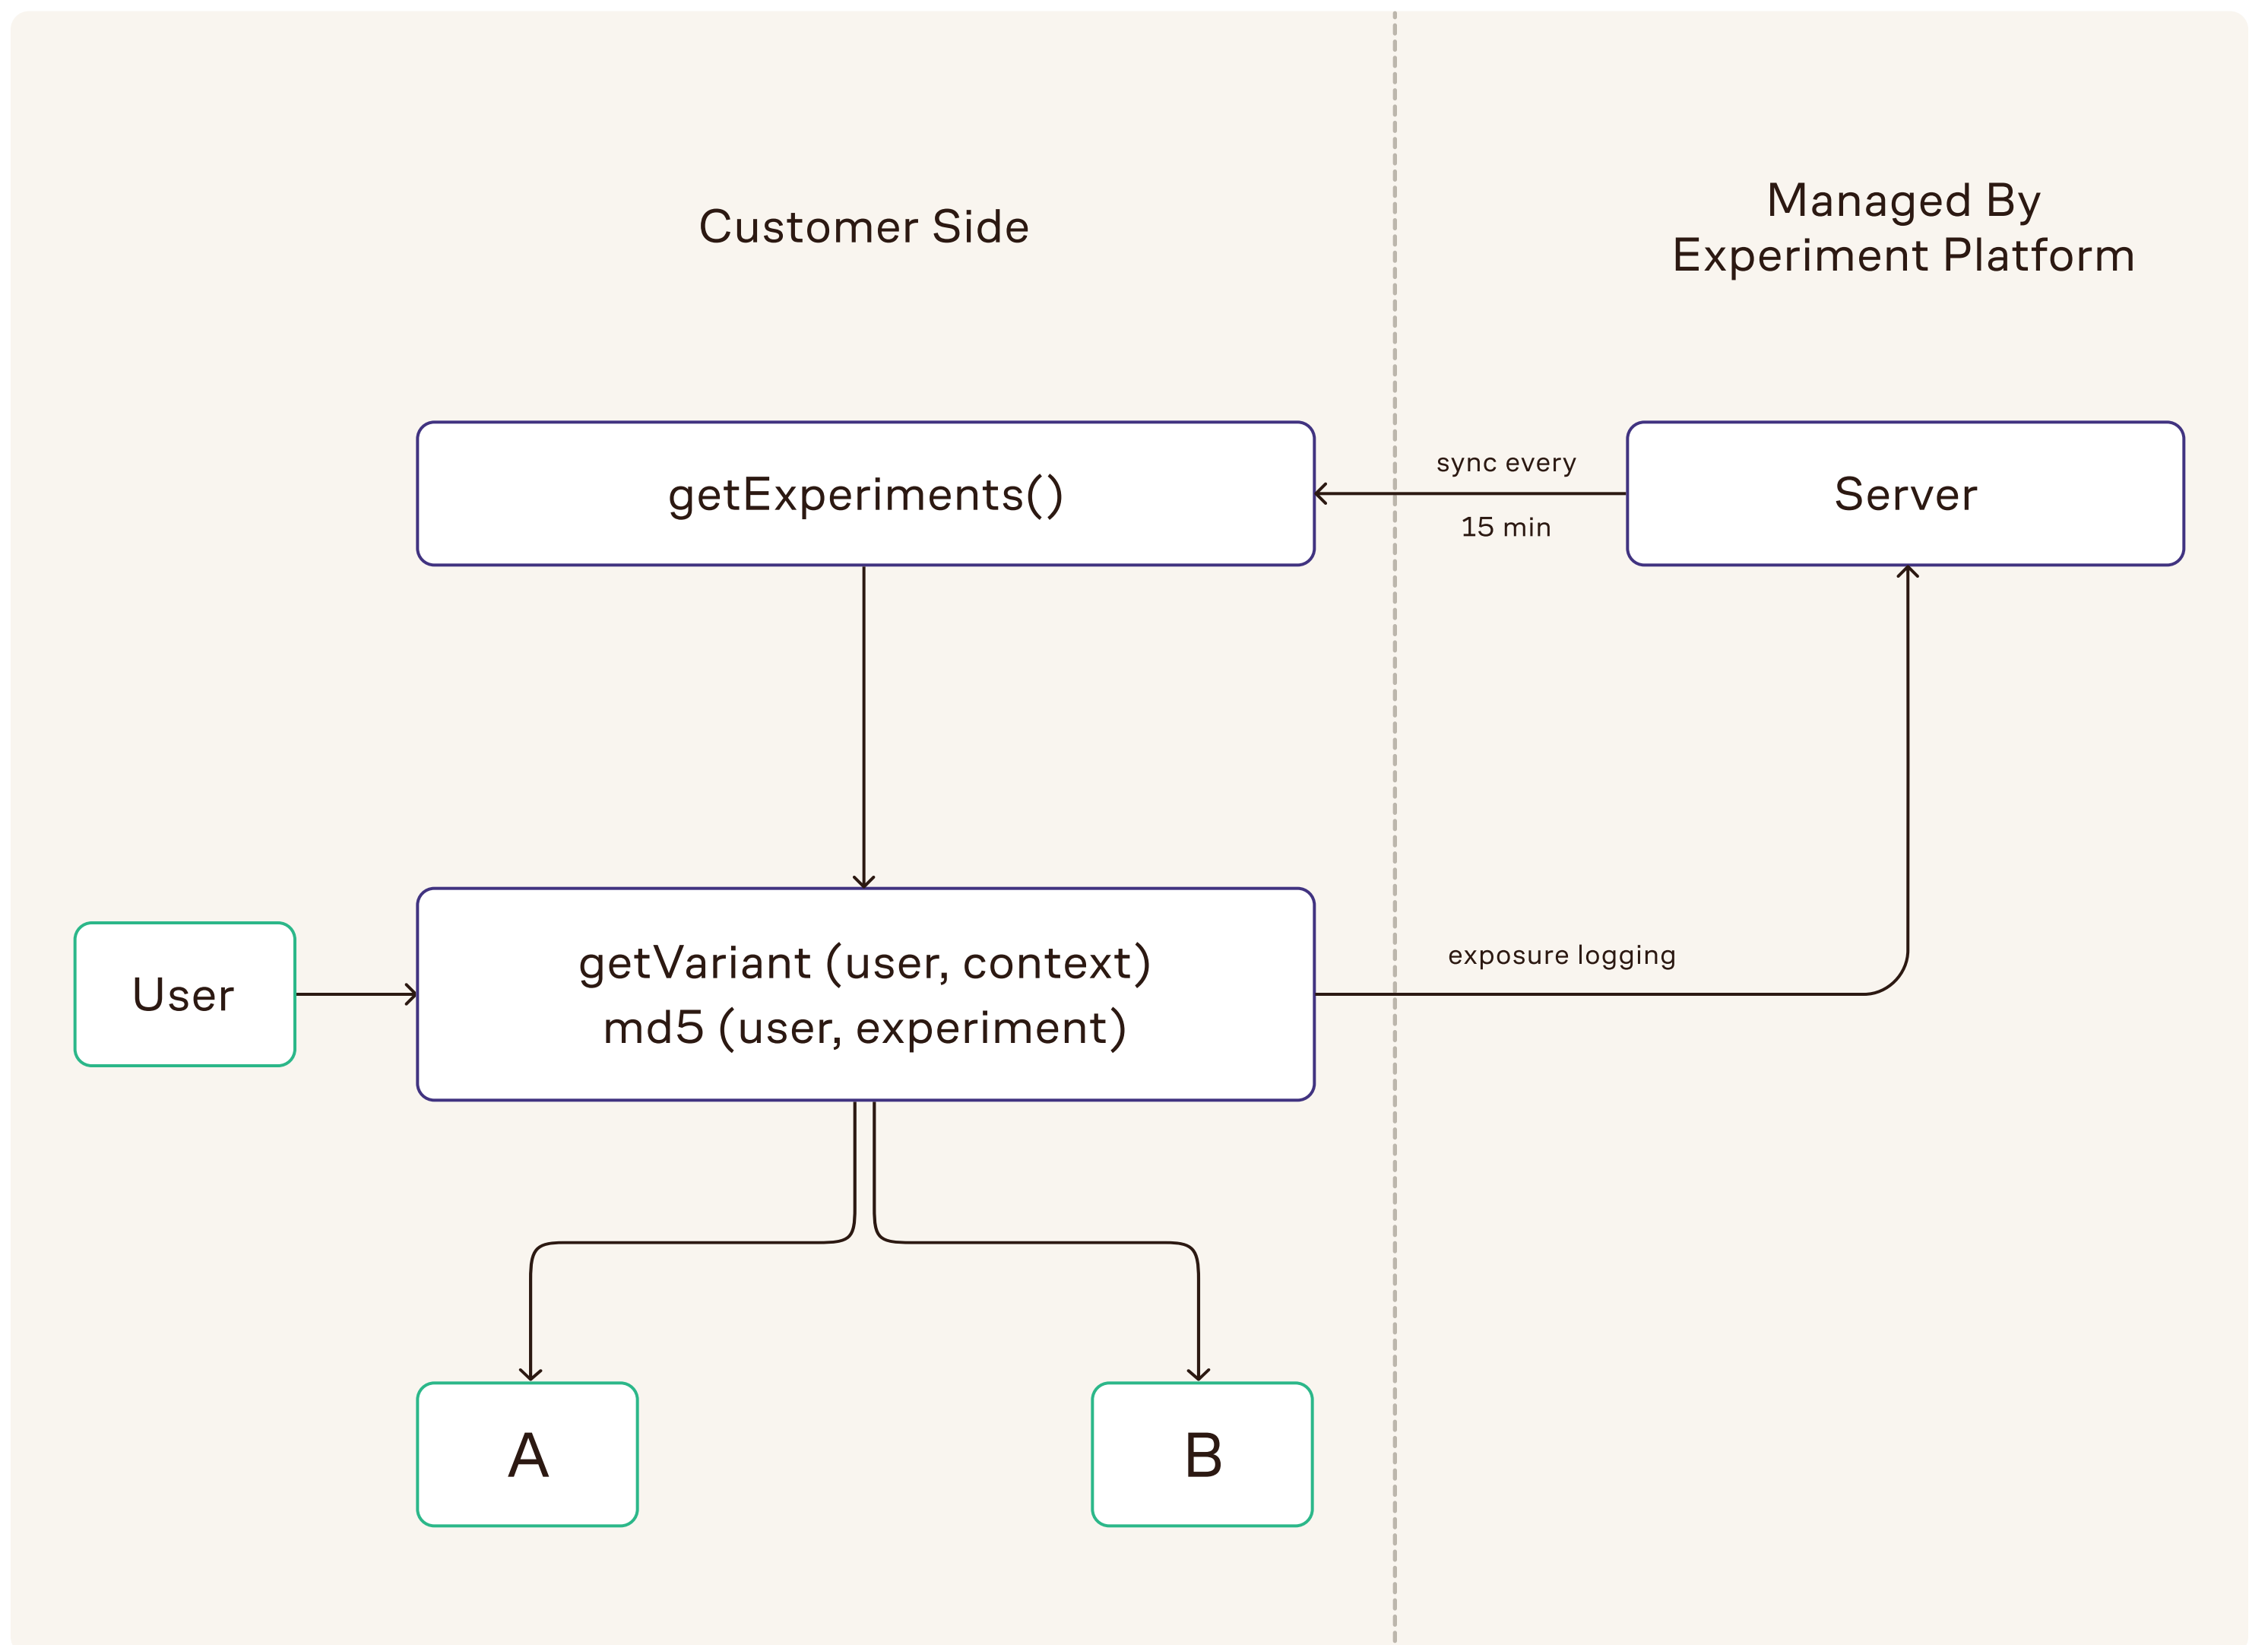 Customer Side
Managed By
Experiment Platform
getExperiments()
sync every
15 min
Server
User
getVariant (user, context)
md5 (user, experiment)
exposure logging
A
B